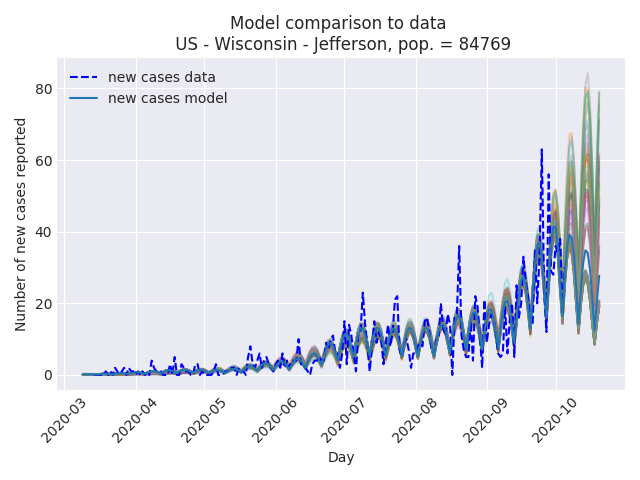 Model comparison to data
US - Wisconsin - Jefferson, pop. = 84769
new cases data
new cases model
Number of new cases reported
80
60
40
20
0
2020-03
2020-04
2020-05
2020-06
2020-07
2020-08
2020-09
2020-10
Day